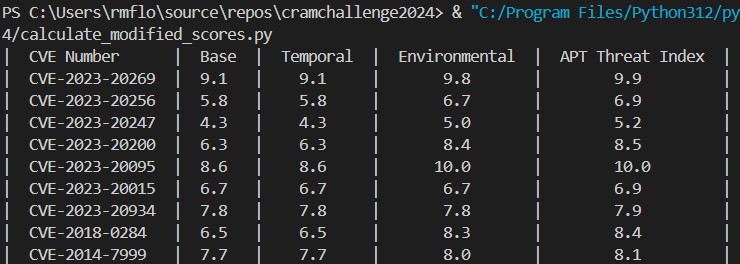 PS C:\Users\rmflo\source\repos\cramchallenge2024> & "C:/Program Files/Python312/py
4/calculate_modified_scores.py
| CVE Number | Base | Temporal | Environmental | APT Threat Index |
| CVE-2023-20269 | 9.1 | 9.1 | 9.8 | 9.9 |
| CVE-2023-20256 | 5.8 | 5.8 | 6.7 | 6.9 |
| CVE-2023-20247 | 4.3 | 4.3 | 5.0 | 5.2 |
| CVE-2023-20200 | 6.3 | 6.3 | 8.4 | 8.5 |
| CVE-2023-20095 | 8.6 | 8.6 | 10.0 | 10.0 |
| CVE-2023-20015 | 6.7 | 6.7 | 6.7 | 6.9 |
| CVE-2023-20934 | 7.8 | 7.8 | 7.8 | 7.9 |
| CVE-2018-0284 | 6.5 | 6.5 | 8.3 | 8.4 |
| CVE-2014-7999 | 7.7 | 7.7 | 8.0 | 8.1 |